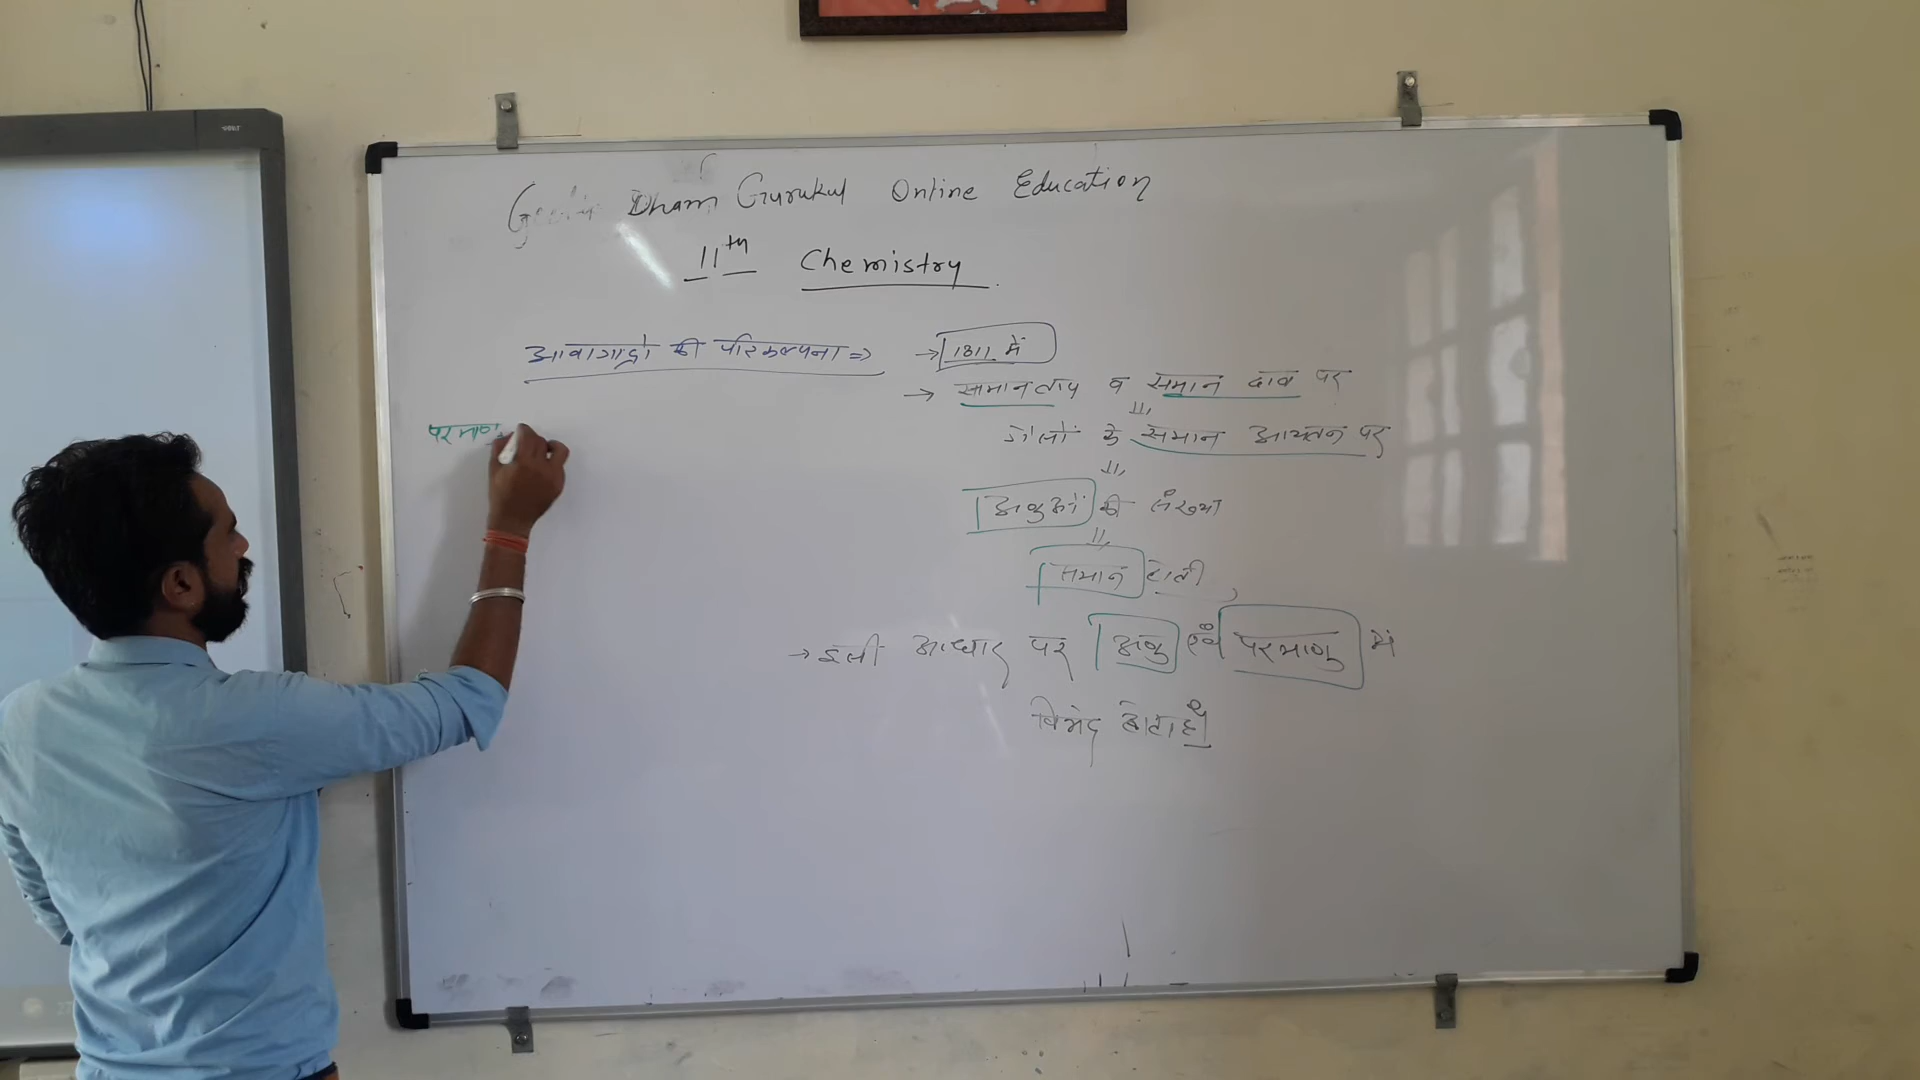 Dham Gurukul Online Education
11th Chemistry
आवागाद्रो की परिकल्पना => → 1811 में
→ सामान ताप व समान दाब पर
गैसों के समान आयतन पर
परमाणु
अणुओं की संख्या
समान होती
→ इसी आधार पर अणु एवं परमाणु में
विभेद होता है।